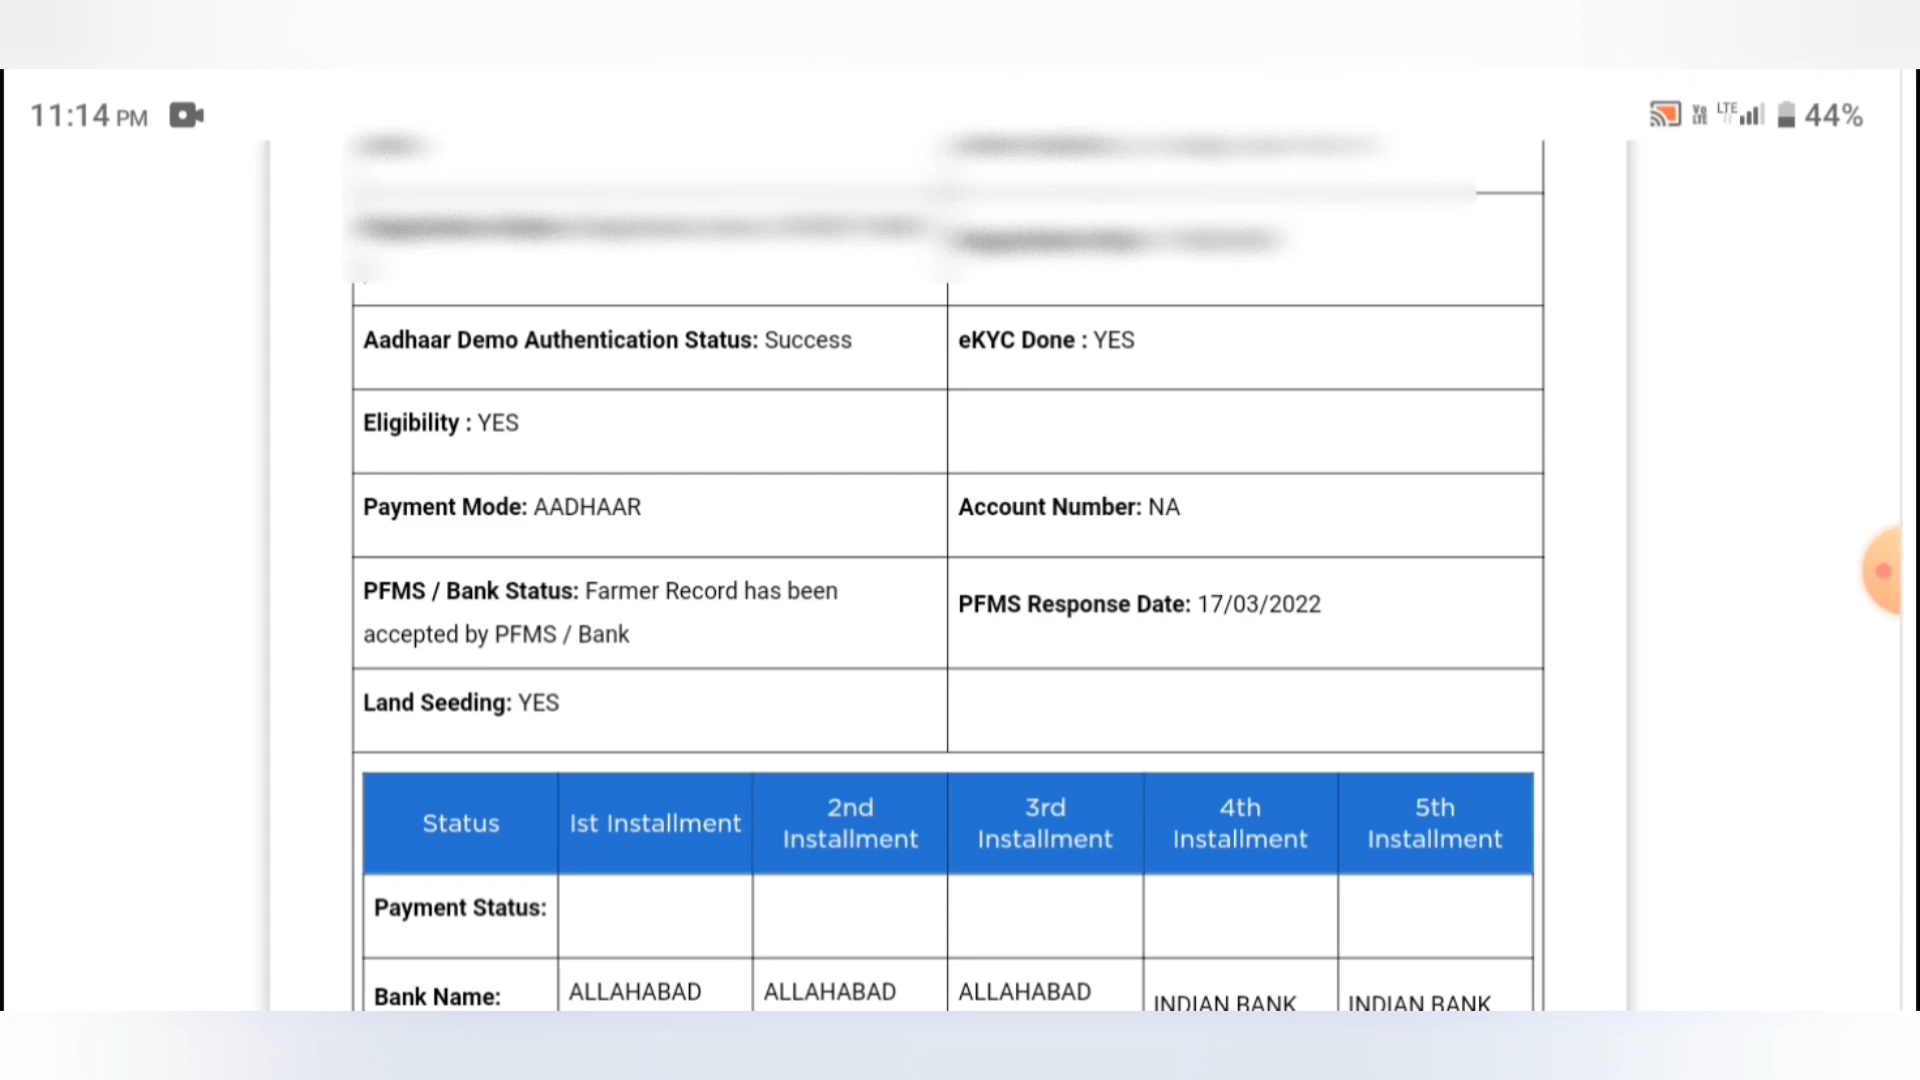 11:14 PM
VoLTE LTE 44%
Aadhaar Demo Authentication Status: Success
eKYC Done : YES
Eligibility : YES
Payment Mode: AADHAAR
Account Number: NA
PFMS / Bank Status: Farmer Record has been
accepted by PFMS / Bank
PFMS Response Date: 17/03/2022
Land Seeding: YES
Status
Ist Installment
2nd
Installment
3rd
Installment
4th
Installment
5th
Installment
Payment Status:
Bank Name:
ALLAHABAD
ALLAHABAD
ALLAHABAD
INDIAN BANK
INDIAN BANK